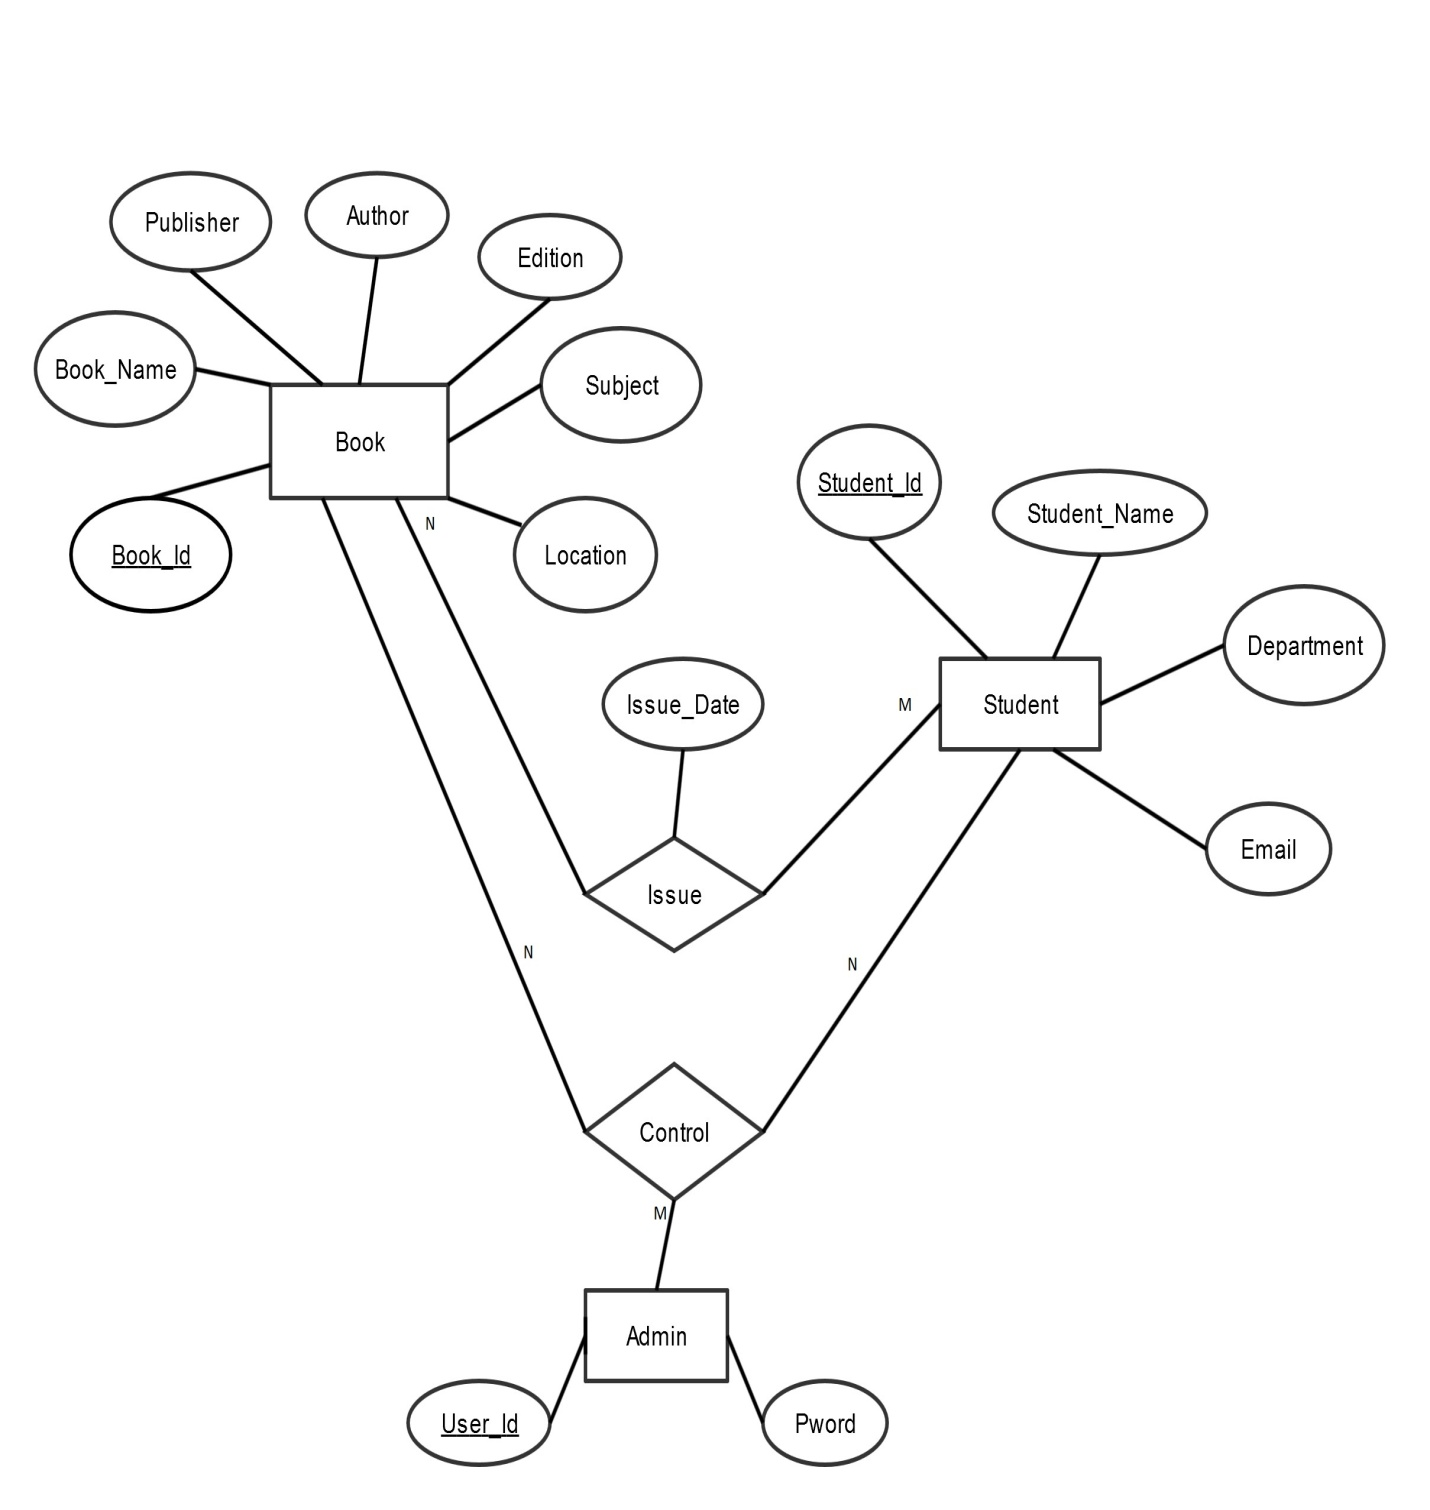 Publisher
Author
Edition
Book_Name
Subject
Book
Book_Id
N
Location
Student_Id
Student_Name
Department
Issue_Date
M
Student
Email
Issue
N
N
Control
M
Admin
User_Id
Pword